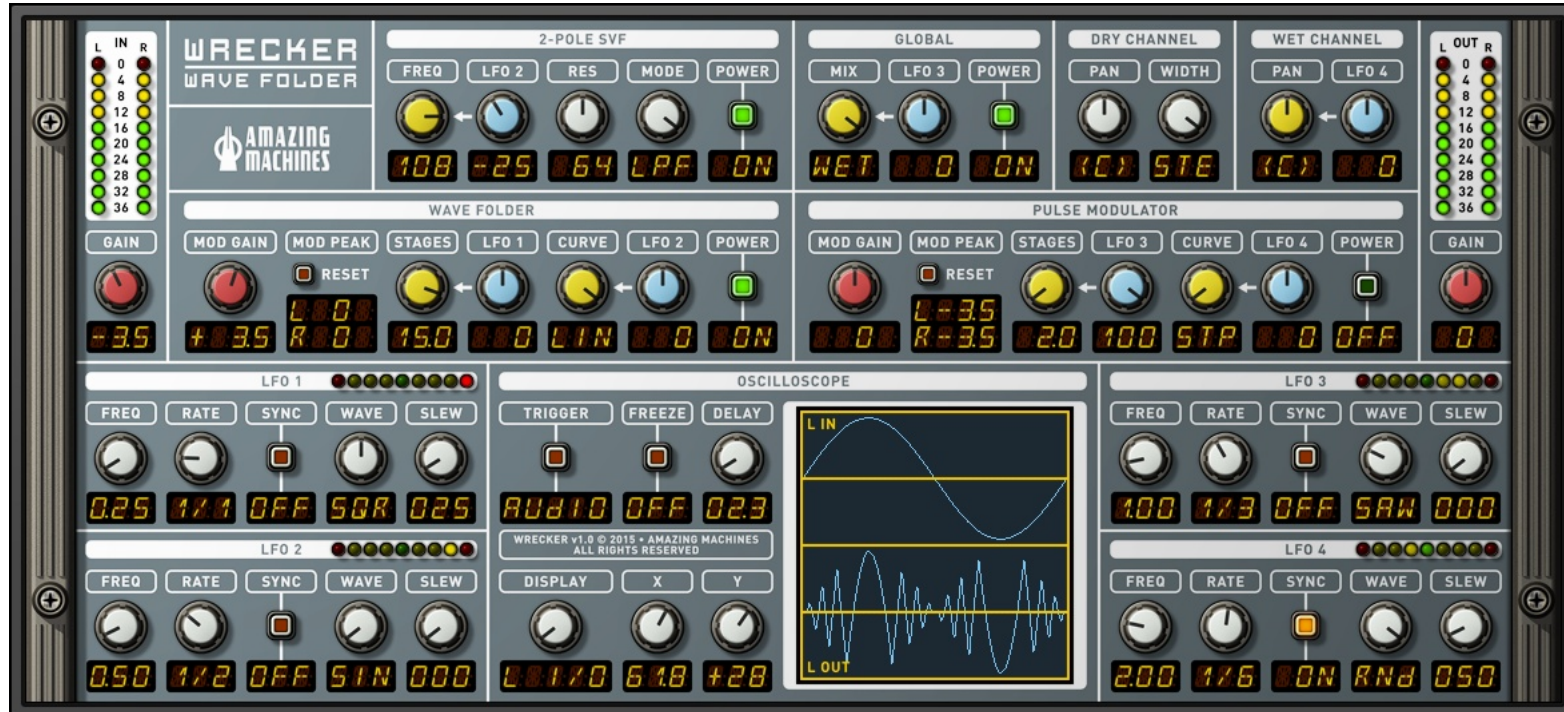 L IN R
0
4
8
12
16
20
24
28
32
36
GAIN
-3.5
WRECKER
WAVE FOLDER
AMAZING
MACHINES
2-POLE SVF
FREQ LFO 2 RES MODE POWER
108 -25 64 LPF ON
GLOBAL
MIX LFO 3 POWER
WET 0 ON
DRY CHANNEL
PAN WIDTH
<C> STE
WET CHANNEL
PAN LFO 4
<C> 0
L OUT R
0
4
8
12
16
20
24
28
32
36
GAIN
0
WAVE FOLDER
MOD GAIN MOD PEAK STAGES LFO 1 CURVE LFO 2 POWER
RESET
L 0
+ 3.5 R 0 15.0 0 LIN 0 ON
PULSE MODULATOR
MOD GAIN MOD PEAK STAGES LFO 3 CURVE LFO 4 POWER
RESET
L -3.5
0 R -3.5 2.0 100 STP 0 OFF
LFO 1
FREQ RATE SYNC WAVE SLEW
0.25 1/1 OFF SQR 025
LFO 2
FREQ RATE SYNC WAVE SLEW
0.50 1/2 OFF SIN 000
OSCILLOSCOPE
TRIGGER FREEZE DELAY
AUDIO OFF 02.3
WRECKER v1.0 © 2015 • AMAZING MACHINES
ALL RIGHTS RESERVED
DISPLAY X Y
L I/O 61.8 +28
L IN
L OUT
LFO 3
FREQ RATE SYNC WAVE SLEW
1.00 1/3 OFF SAW 000
LFO 4
FREQ RATE SYNC WAVE SLEW
2.00 1/6 ON RNd 050